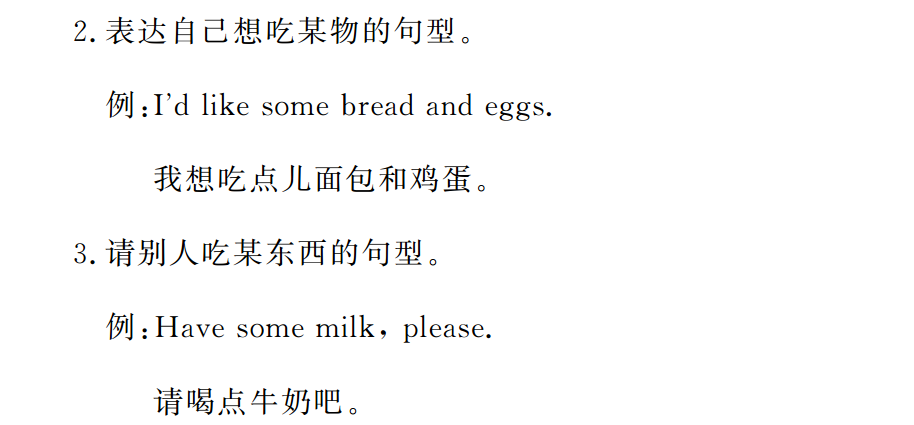 2. 表达自己想吃某物的句型。
例:I'd like some bread and eggs.
我想吃点儿面包和鸡蛋。
3. 请别人吃某东西的句型。
例:Have some milk, please.
请喝点牛奶吧。